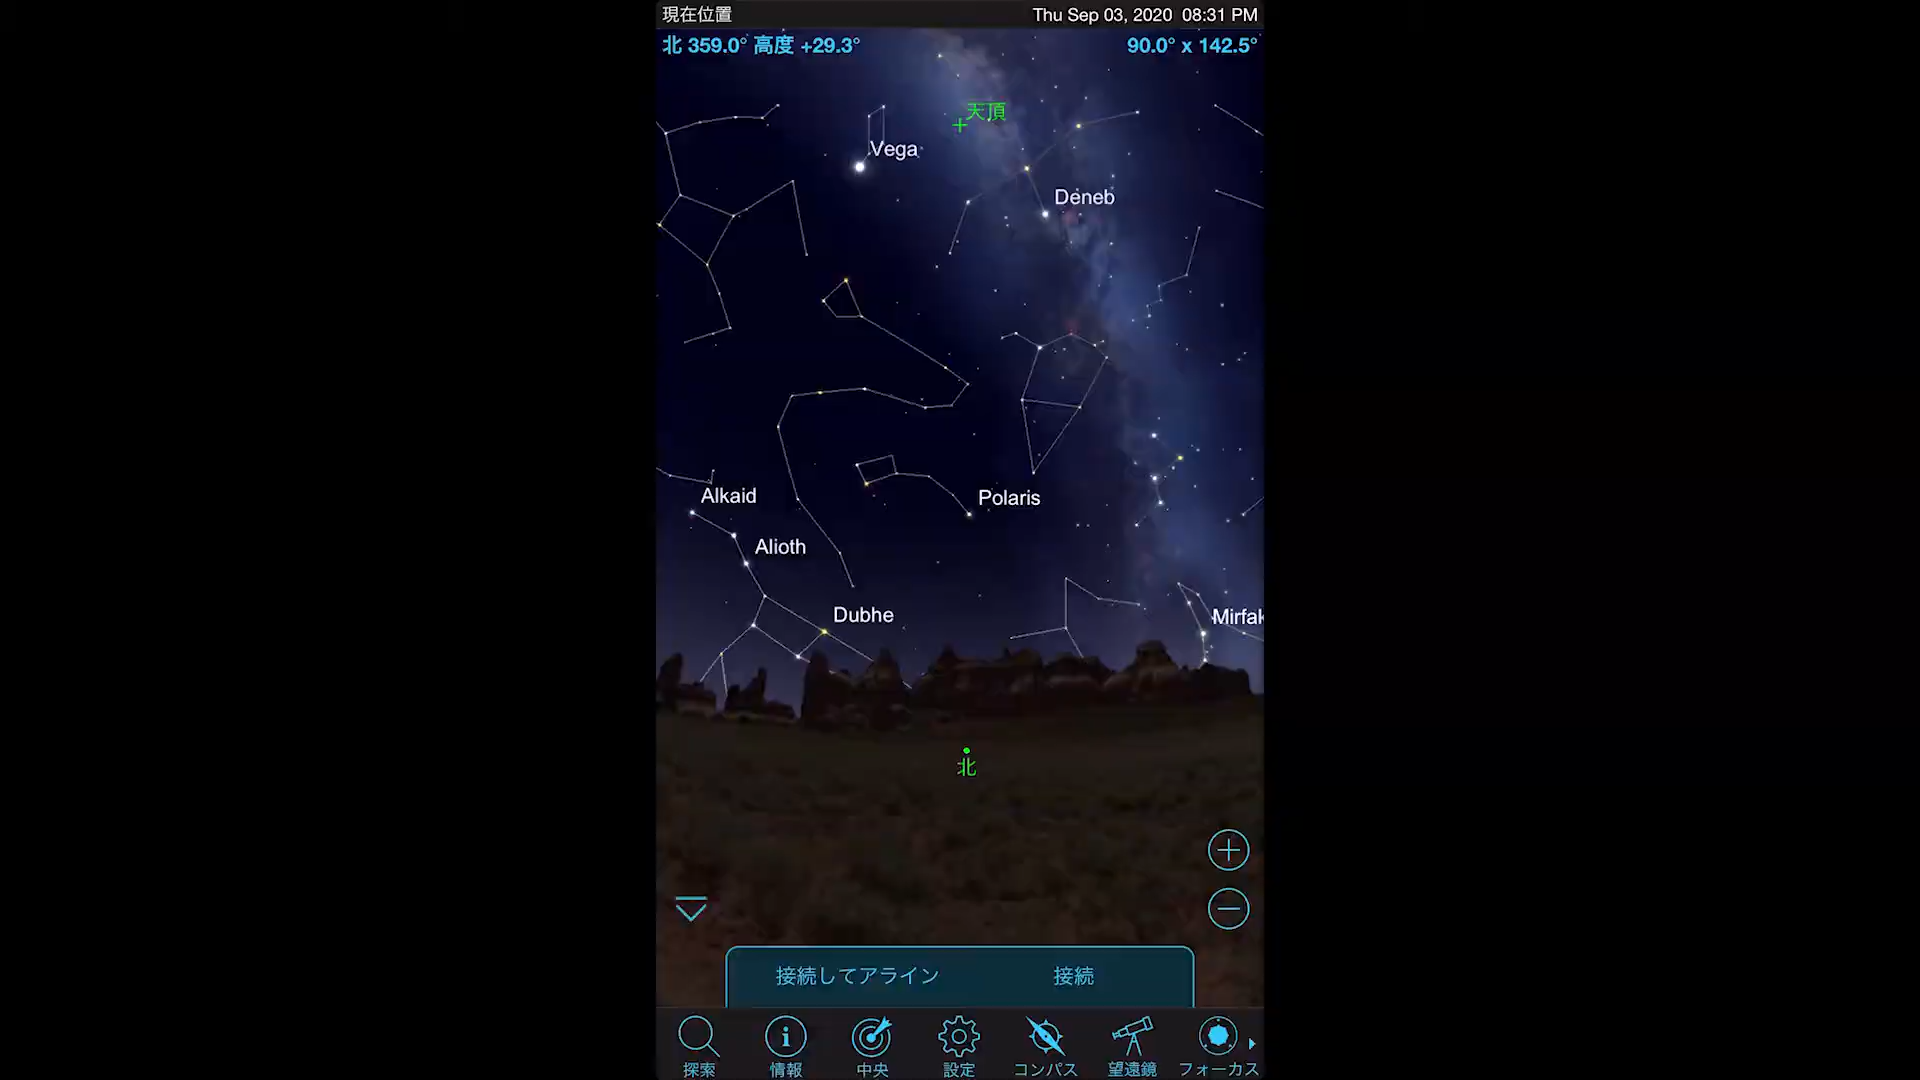 現在位置 Thu Sep 03, 2020 08:31 PM
北 359.0° 高度 +29.3° 90.0° x 142.5°
天頂
Vega
Deneb
Alkaid
Polaris
Alioth
Dubhe
Mirfak
北
接続してアライン 接続
探索 情報 中央 設定 コンパス 望遠鏡 フォーカス